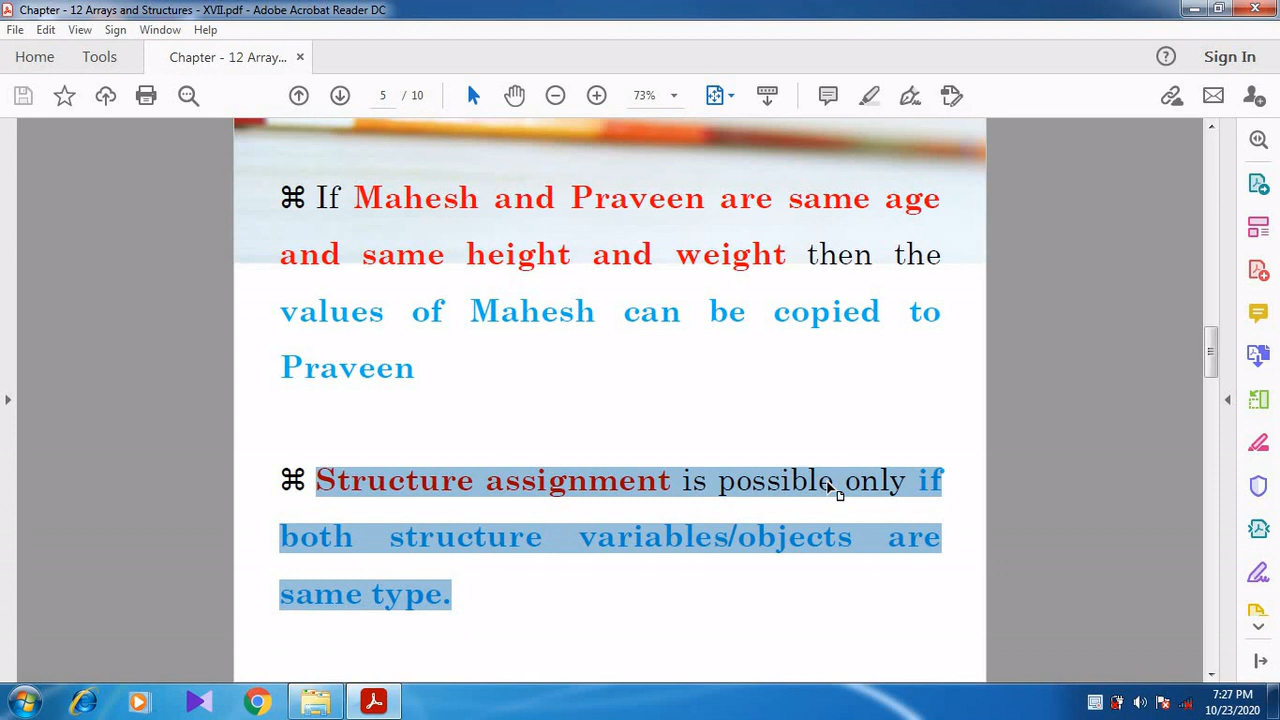 Chapter - 12 Arrays and Structures - XVII.pdf - Adobe Acrobat Reader DC
File Edit View Sign Window Help
Home Tools Chapter - 12 Array... × Sign In
5 / 10 73%
⌘ If Mahesh and Praveen are same age
and same height and weight then the
values of Mahesh can be copied to
Praveen
⌘ Structure assignment is possible only if
both structure variables/objects are
same type.
7:27 PM
10/23/2020